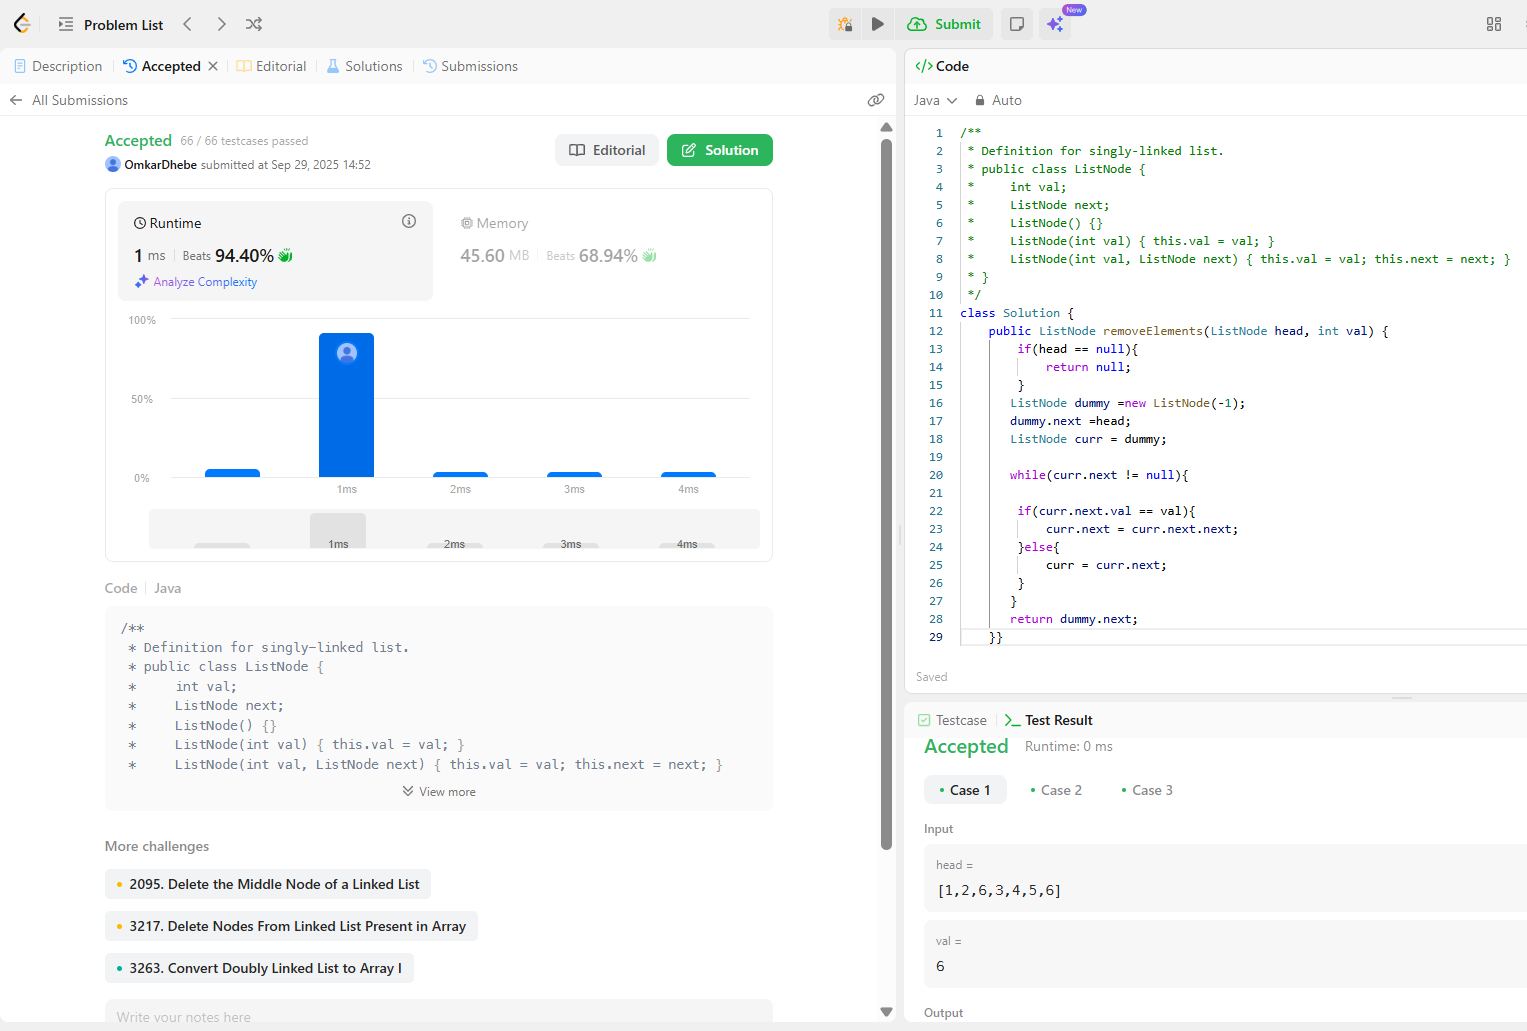 Problem List
Submit
New
Description
Accepted
Editorial
Solutions
Submissions
All Submissions
Accepted 66 / 66 testcases passed
OmkarDhebe submitted at Sep 29, 2025 14:52
Editorial
Solution
Runtime
1 ms Beats 94.40%
Analyze Complexity
Memory
45.60 MB Beats 68.94%
100%
50%
0%
1ms 2ms 3ms 4ms
1ms 2ms 3ms 4ms
Code Java
/**
 * Definition for singly-linked list.
 * public class ListNode {
 *     int val;
 *     ListNode next;
 *     ListNode() {}
 *     ListNode(int val) { this.val = val; }
 *     ListNode(int val, ListNode next) { this.val = val; this.next = next; }
View more
More challenges
2095. Delete the Middle Node of a Linked List
3217. Delete Nodes From Linked List Present in Array
3263. Convert Doubly Linked List to Array I
Write your notes here
</> Code
Java Auto
1 /**
2  * Definition for singly-linked list.
3  * public class ListNode {
4  *     int val;
5  *     ListNode next;
6  *     ListNode() {}
7  *     ListNode(int val) { this.val = val; }
8  *     ListNode(int val, ListNode next) { this.val = val; this.next = next; }
9  * }
10  */
11 class Solution {
12     public ListNode removeElements(ListNode head, int val) {
13         if(head == null){
14             return null;
15         }
16        ListNode dummy =new ListNode(-1);
17        dummy.next =head;
18        ListNode curr = dummy;
19
20        while(curr.next != null){
21
22         if(curr.next.val == val){
23             curr.next = curr.next.next;
24         }else{
25             curr = curr.next;
26         }
27        }
28        return dummy.next;
29     }}
Saved
Testcase
Test Result
Accepted Runtime: 0 ms
Case 1
Case 2
Case 3
Input
head =
[1,2,6,3,4,5,6]
val =
6
Output